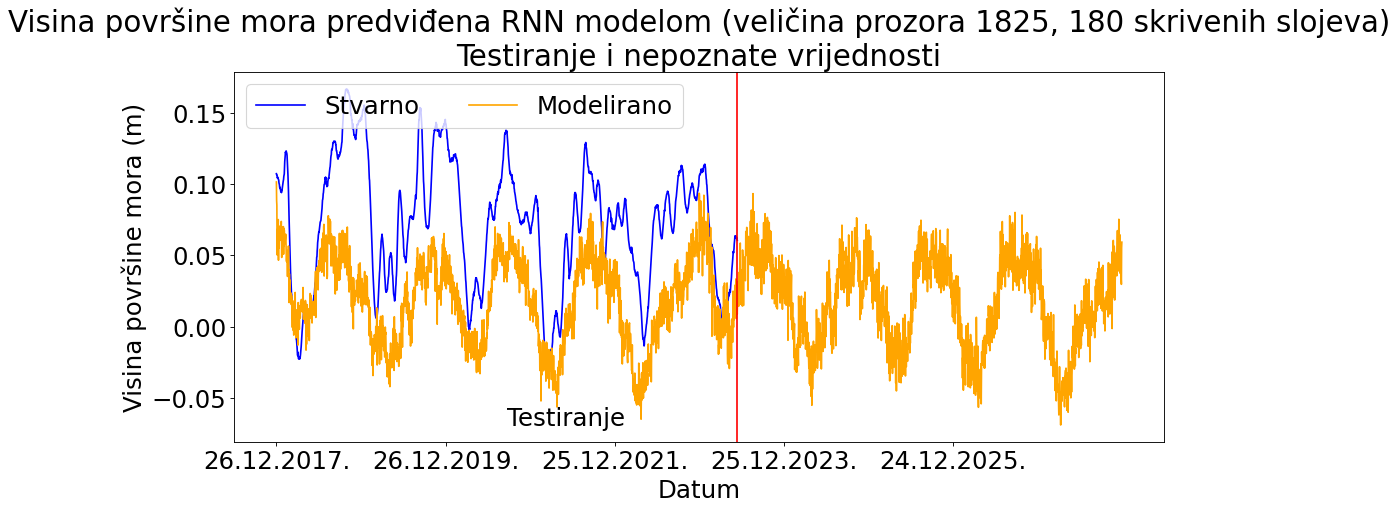 Visina površine mora predviđena RNN modelom (veličina prozora 1825, 180 skrivenih slojeva)
Testiranje i nepoznate vrijednosti
Stvarno Modelirano
Visina površine mora (m)
0.15
0.10
0.05
0.00
−0.05
Testiranje
26.12.2017. 26.12.2019. 25.12.2021. 25.12.2023. 24.12.2025.
Datum